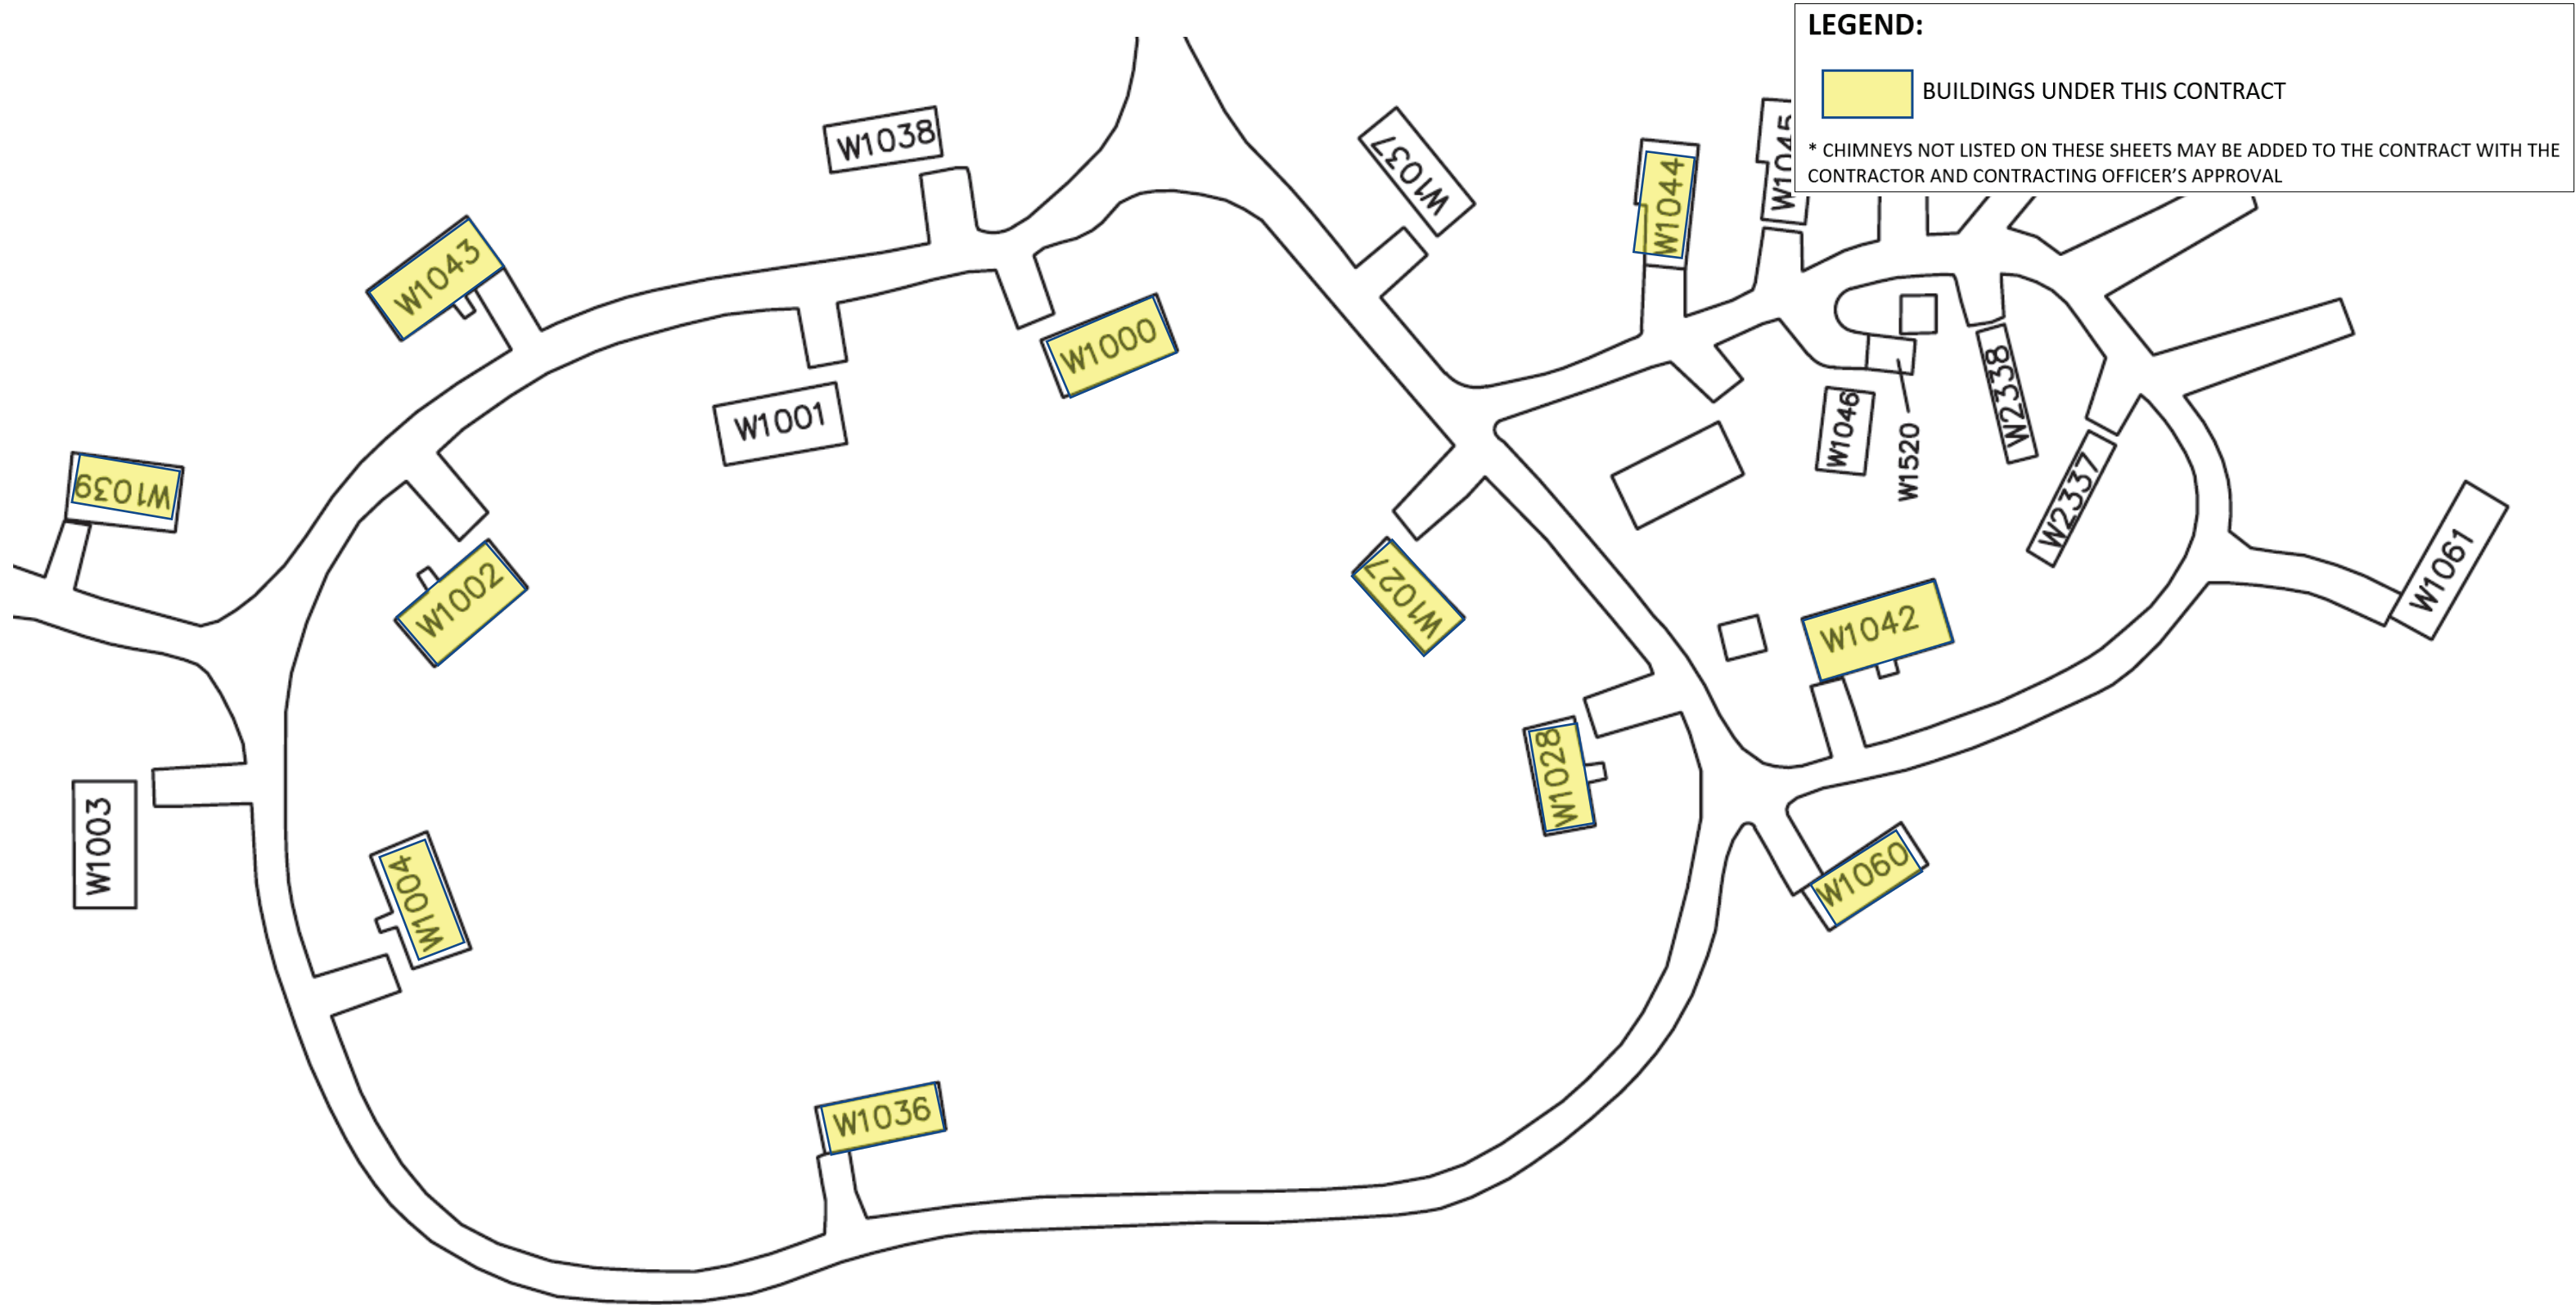 LEGEND:
BUILDINGS UNDER THIS CONTRACT
* CHIMNEYS NOT LISTED ON THESE SHEETS MAY BE ADDED TO THE CONTRACT WITH THE
CONTRACTOR AND CONTRACTING OFFICER'S APPROVAL
W1038
W1037
W1044
W1045
W1043
W1000
W1001
W2338
W1046
W1520
W1039
W2337
W1002
W1027
W1061
W1042
W1028
W1003
W1004
W1060
W1036